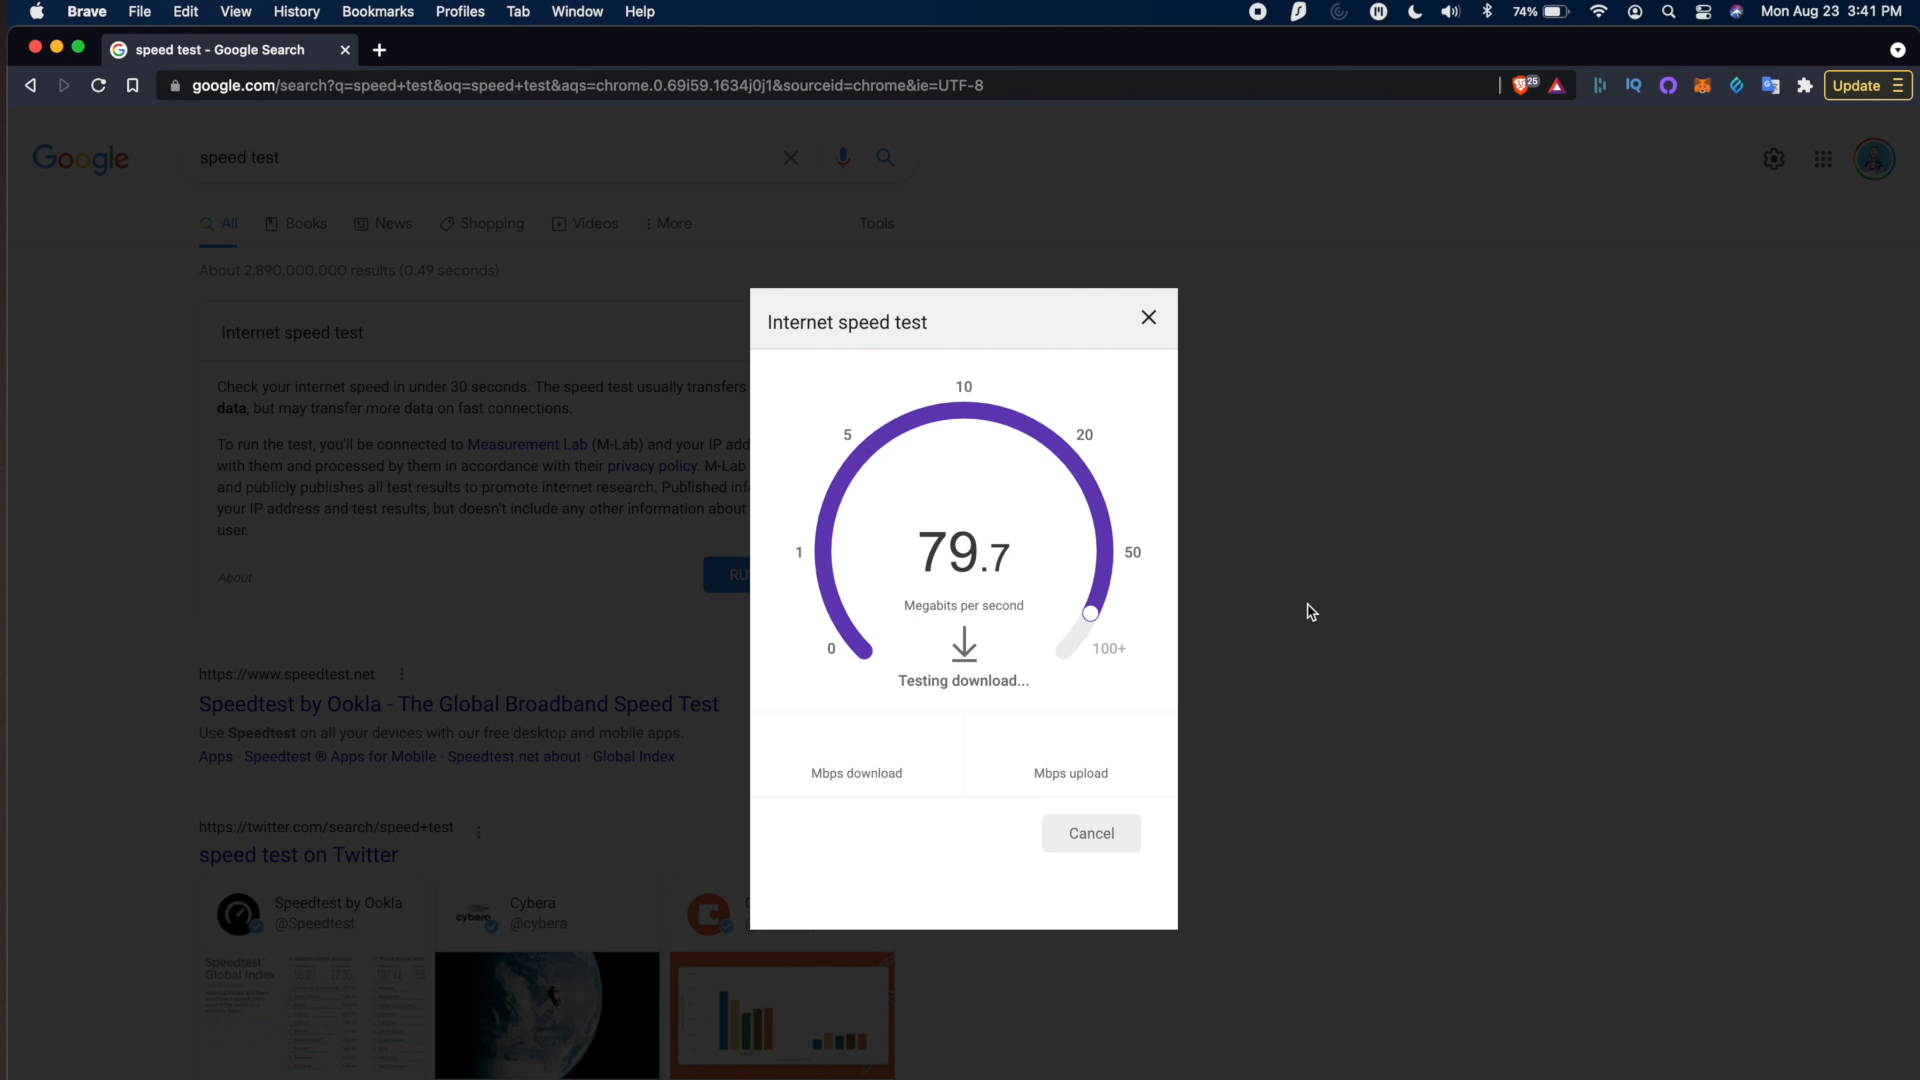 Brave File Edit View History Bookmarks Profiles Tab Window Help 74% Mon Aug 23 3:41 PM
speed test - Google Search
google.com/search?q=speed+test&oq=speed+test&aqs=chrome.0.69i59.1634j0j1&sourceid=chrome&ie=UTF-8 25 IQ Update
Google speed test
All Books News Shopping Videos More Tools
About 2,890,000,000 results (0.49 seconds)
Internet speed test
Check your internet speed in under 30 seconds. The speed test usually transfers
data, but may transfer more data on fast connections.
To run the test, you'll be connected to Measurement Lab (M-Lab) and your IP add
with them and processed by them in accordance with their privacy policy. M-Lab
and publicly publishes all test results to promote internet research. Published inf
your IP address and test results, but doesn't include any other information about
user.
About
RU
Internet speed test
10
5
20
1
50
79.7
Megabits per second
0
100+
Testing download...
Mbps download
Mbps upload
Cancel
https://www.speedtest.net
Speedtest by Ookla - The Global Broadband Speed Test
Use Speedtest on all your devices with our free desktop and mobile apps.
Apps · Speedtest ® Apps for Mobile · Speedtest.net about · Global Index
https://twitter.com/search/speed+test
speed test on Twitter
Speedtest by Ookla
@Speedtest
cybera
Cybera
@cybera
Speedtest
Global Index